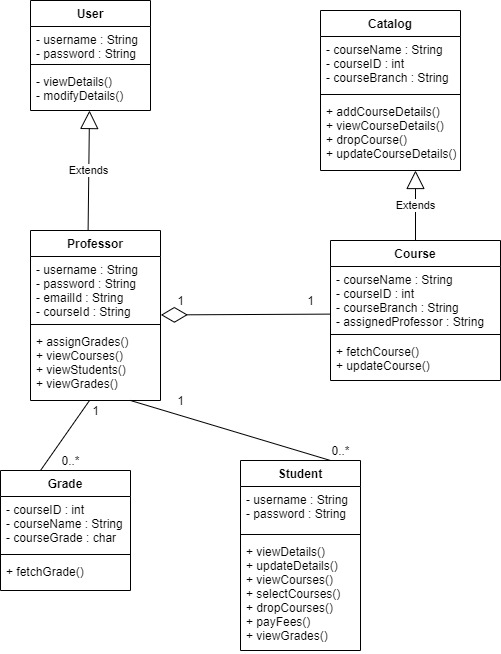 User
- username : String
- password : String
- viewDetails()
- modifyDetails()
Extends
Catalog
- courseName : String
- courseID : int
- courseBranch : String
+ addCourseDetails()
+ viewCourseDetails()
+ dropCourse()
+ updateCourseDetails()
Extends
Professor
- username : String
- password : String
- emailId : String
- courseId : String
+ assignGrades()
+ viewCourses()
+ viewStudents()
+ viewGrades()
1
1
Course
- courseName : String
- courseID : int
- courseBranch : String
- assignedProfessor : String
+ fetchCourse()
+ updateCourse()
1
1
0..*
0..*
Grade
- courseID : int
- courseName : String
- courseGrade : char
+ fetchGrade()
Student
- username : String
- password : String
+ viewDetails()
+ updateDetails()
+ viewCourses()
+ selectCourses()
+ dropCourses()
+ payFees()
+ viewGrades()